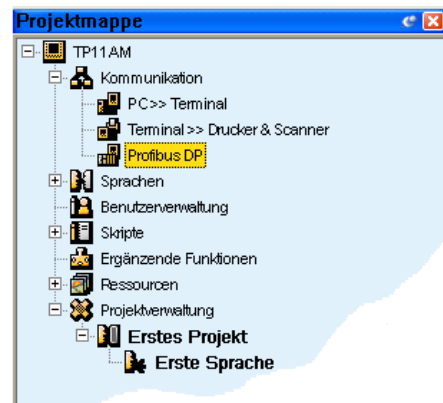 Projektmappe
TP11AM
Kommunikation
PC>> Terminal
Terminal >> Drucker & Scanner
Profibus DP
Sprachen
Benutzerverwaltung
Skripte
Ergänzende Funktionen
Ressourcen
Projektverwaltung
Erstes Projekt
Erste Sprache